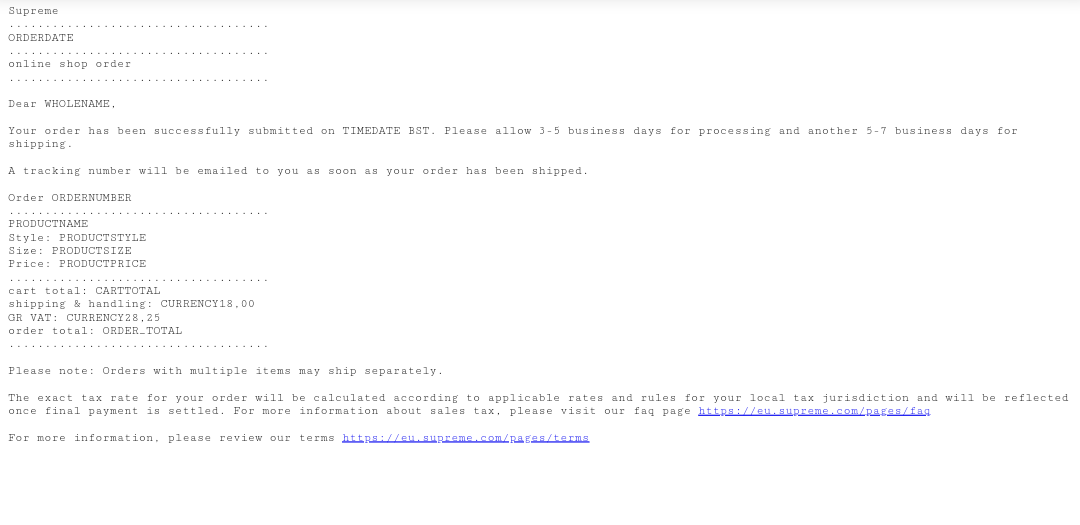 Supreme
....................................
ORDERDATE
....................................
online shop order
....................................
Dear WHOLENAME,
Your order has been successfully submitted on TIMEDATE BST. Please allow 3-5 business days for processing and another 5-7 business days for
shipping.
A tracking number will be emailed to you as soon as your order has been shipped.
Order ORDERNUMBER
....................................
PRODUCTNAME
Style: PRODUCTSTYLE
Size: PRODUCTSIZE
Price: PRODUCTPRICE
....................................
cart total: CARTTOTAL
shipping & handling: CURRENCY18,00
GR VAT: CURRENCY28,25
order total: ORDER_TOTAL
....................................
Please note: Orders with multiple items may ship separately.
The exact tax rate for your order will be calculated according to applicable rates and rules for your local tax jurisdiction and will be reflected
once final payment is settled. For more information about sales tax, please visit our faq page https://eu.supreme.com/pages/faq
For more information, please review our terms https://eu.supreme.com/pages/terms